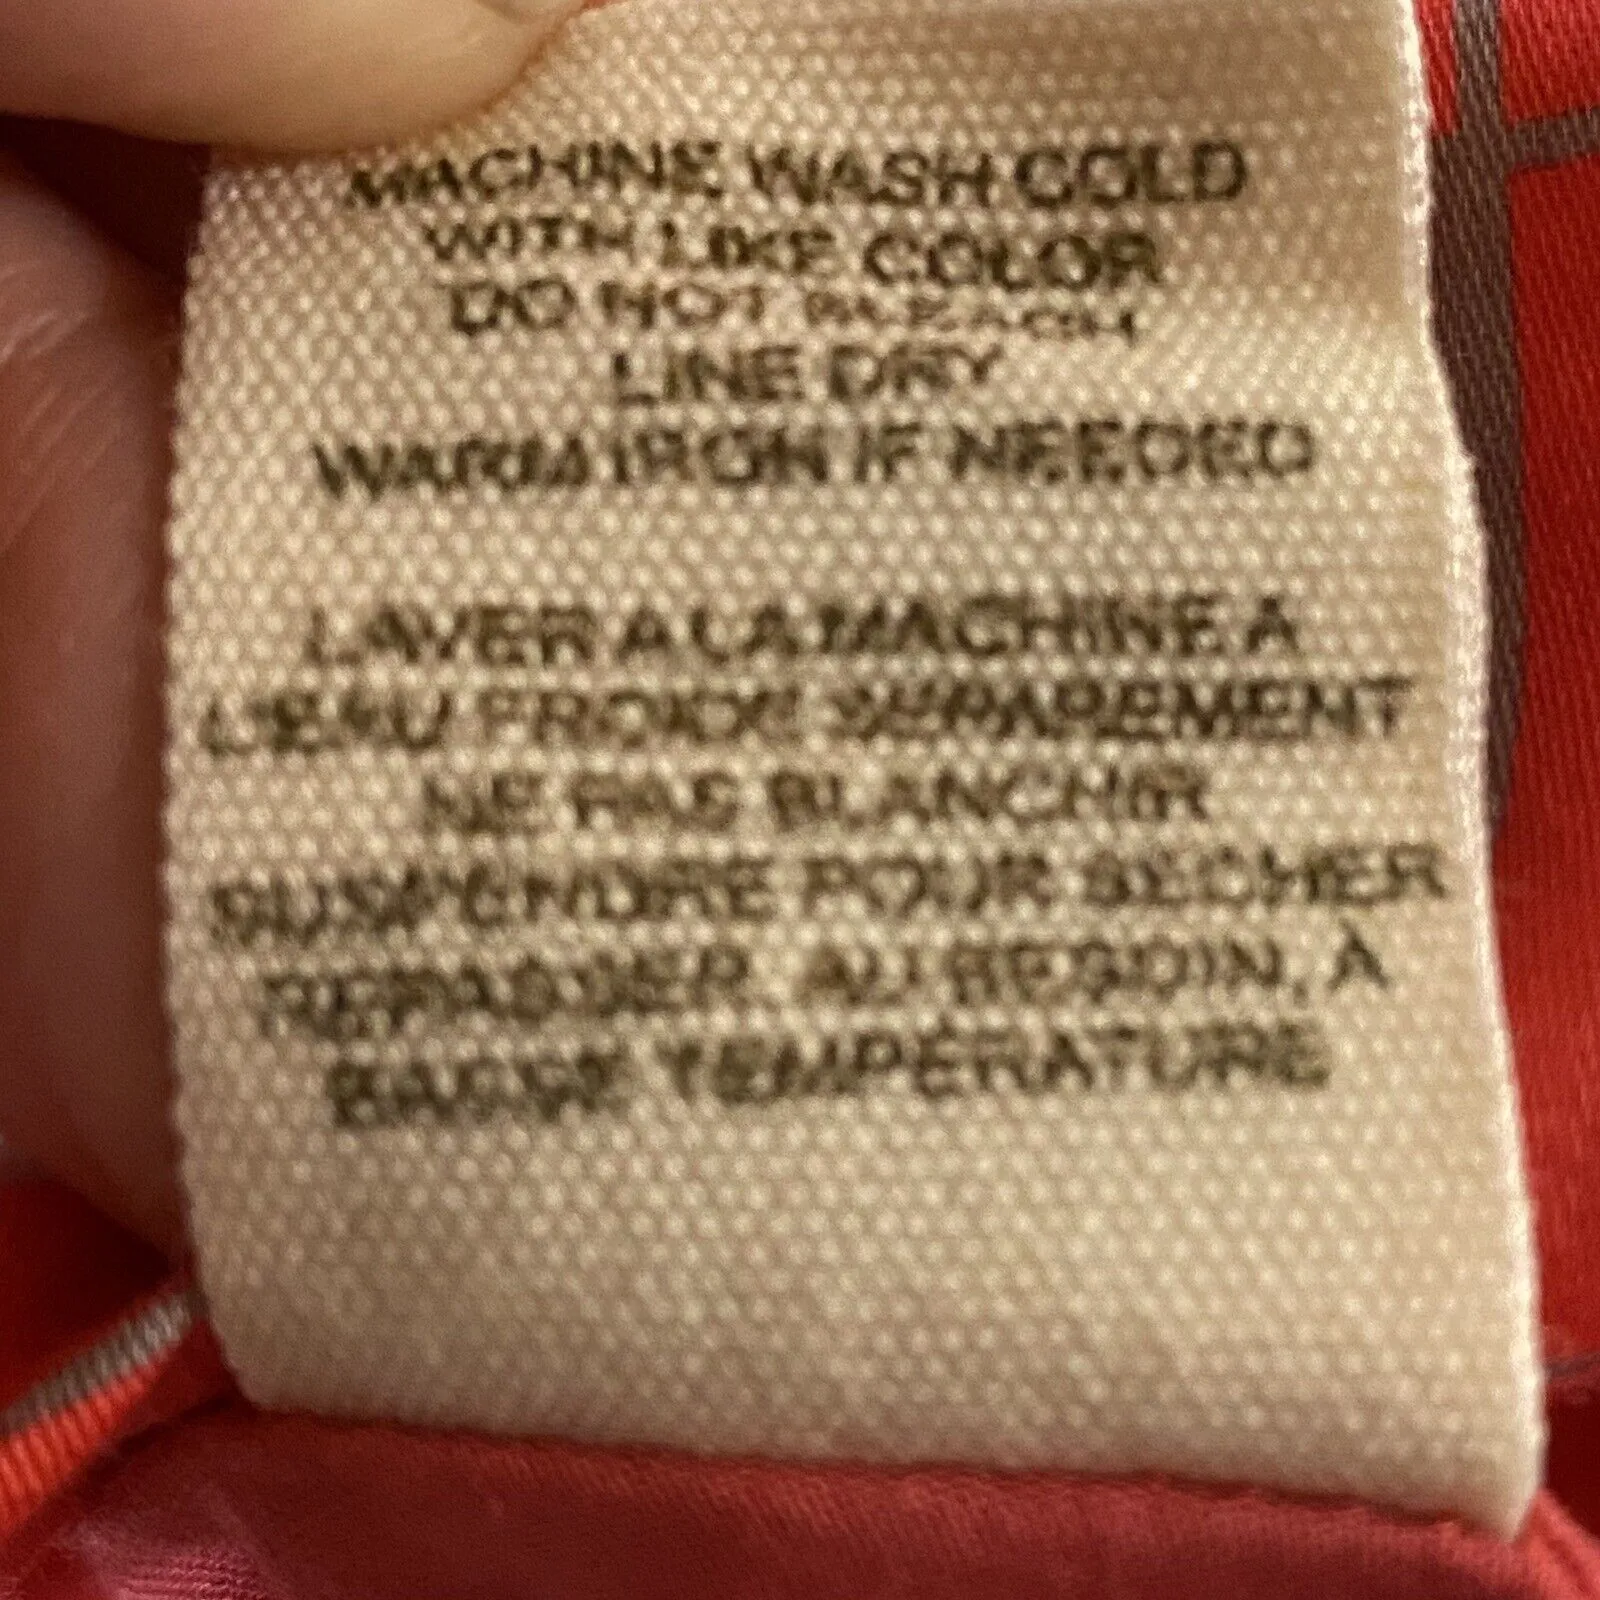 MACHINE WASH COLD
WITH LIKE COLOR
DO NOT BLEACH
LINE DRY
WARM IRON IF NEEDED
LAVER A LA MACHINE A
L'EAU FROIDE SEPAREMENT
NE PAS BLANCHIR
SUSPENDRE POUR SECHER
REPASSER, AU BESOIN, À
BASSE TEMPÉRATURE